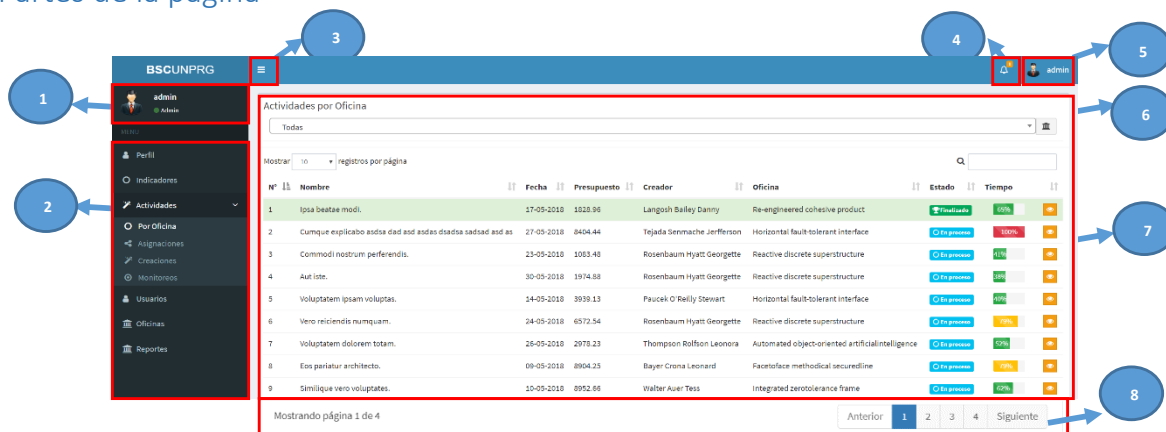 Partes de la página
3
4
5
BSCUNPRG
admin
1
admin
Admin
6
Actividades por Oficina
Todas
MENU
Perfil
Mostrar 10 registros por página
Indicadores
N° Nombre Fecha Presupuesto Creador Oficina Estado Tiempo
2
Actividades
1 Ipsa beatae modi. 17-05-2018 1828.96 Langosh Bailey Danny Re-engineered cohesive product Finalizado 65%
Por Oficina
2 Cumque explicabo asdsa dad asd asdas dsadsa sadsad asd as 27-05-2018 8404.44 Tejada Senmache Jerfferson Horizontal fault-tolerant interface En proceso 100%
7
Asignaciones
3 Commodi nostrum perferendis. 23-05-2018 1083.48 Rosenbaum Hyatt Georgette Reactive discrete superstructure En proceso 41%
Creaciones
Monitoreos
4 Aut iste. 30-05-2018 1974.88 Rosenbaum Hyatt Georgette Reactive discrete superstructure En proceso 38%
Usuarios
5 Voluptatem ipsam voluptas. 14-05-2018 3939.13 Paucek O'Reilly Stewart Horizontal fault-tolerant interface En proceso 40%
Oficinas
6 Vero reiciendis numquam. 24-05-2018 6572.54 Rosenbaum Hyatt Georgette Reactive discrete superstructure En proceso
Reportes
7 Voluptatem dolorem totam. 26-05-2018 2978.23 Thompson Rolfson Leonora Automated object-oriented artificialintelligence En proceso 52%
8 Eos pariatur architecto. 09-05-2018 8904.23 Bayer Crona Leonard Facetoface methodical securedline En proceso
9 Similique vero voluptates. 10-05-2018 8952.66 Walter Auer Tess Integrated zerotolerance frame En proceso 62%
8
Mostrando página 1 de 4
Anterior 1 2 3 4 Siguiente